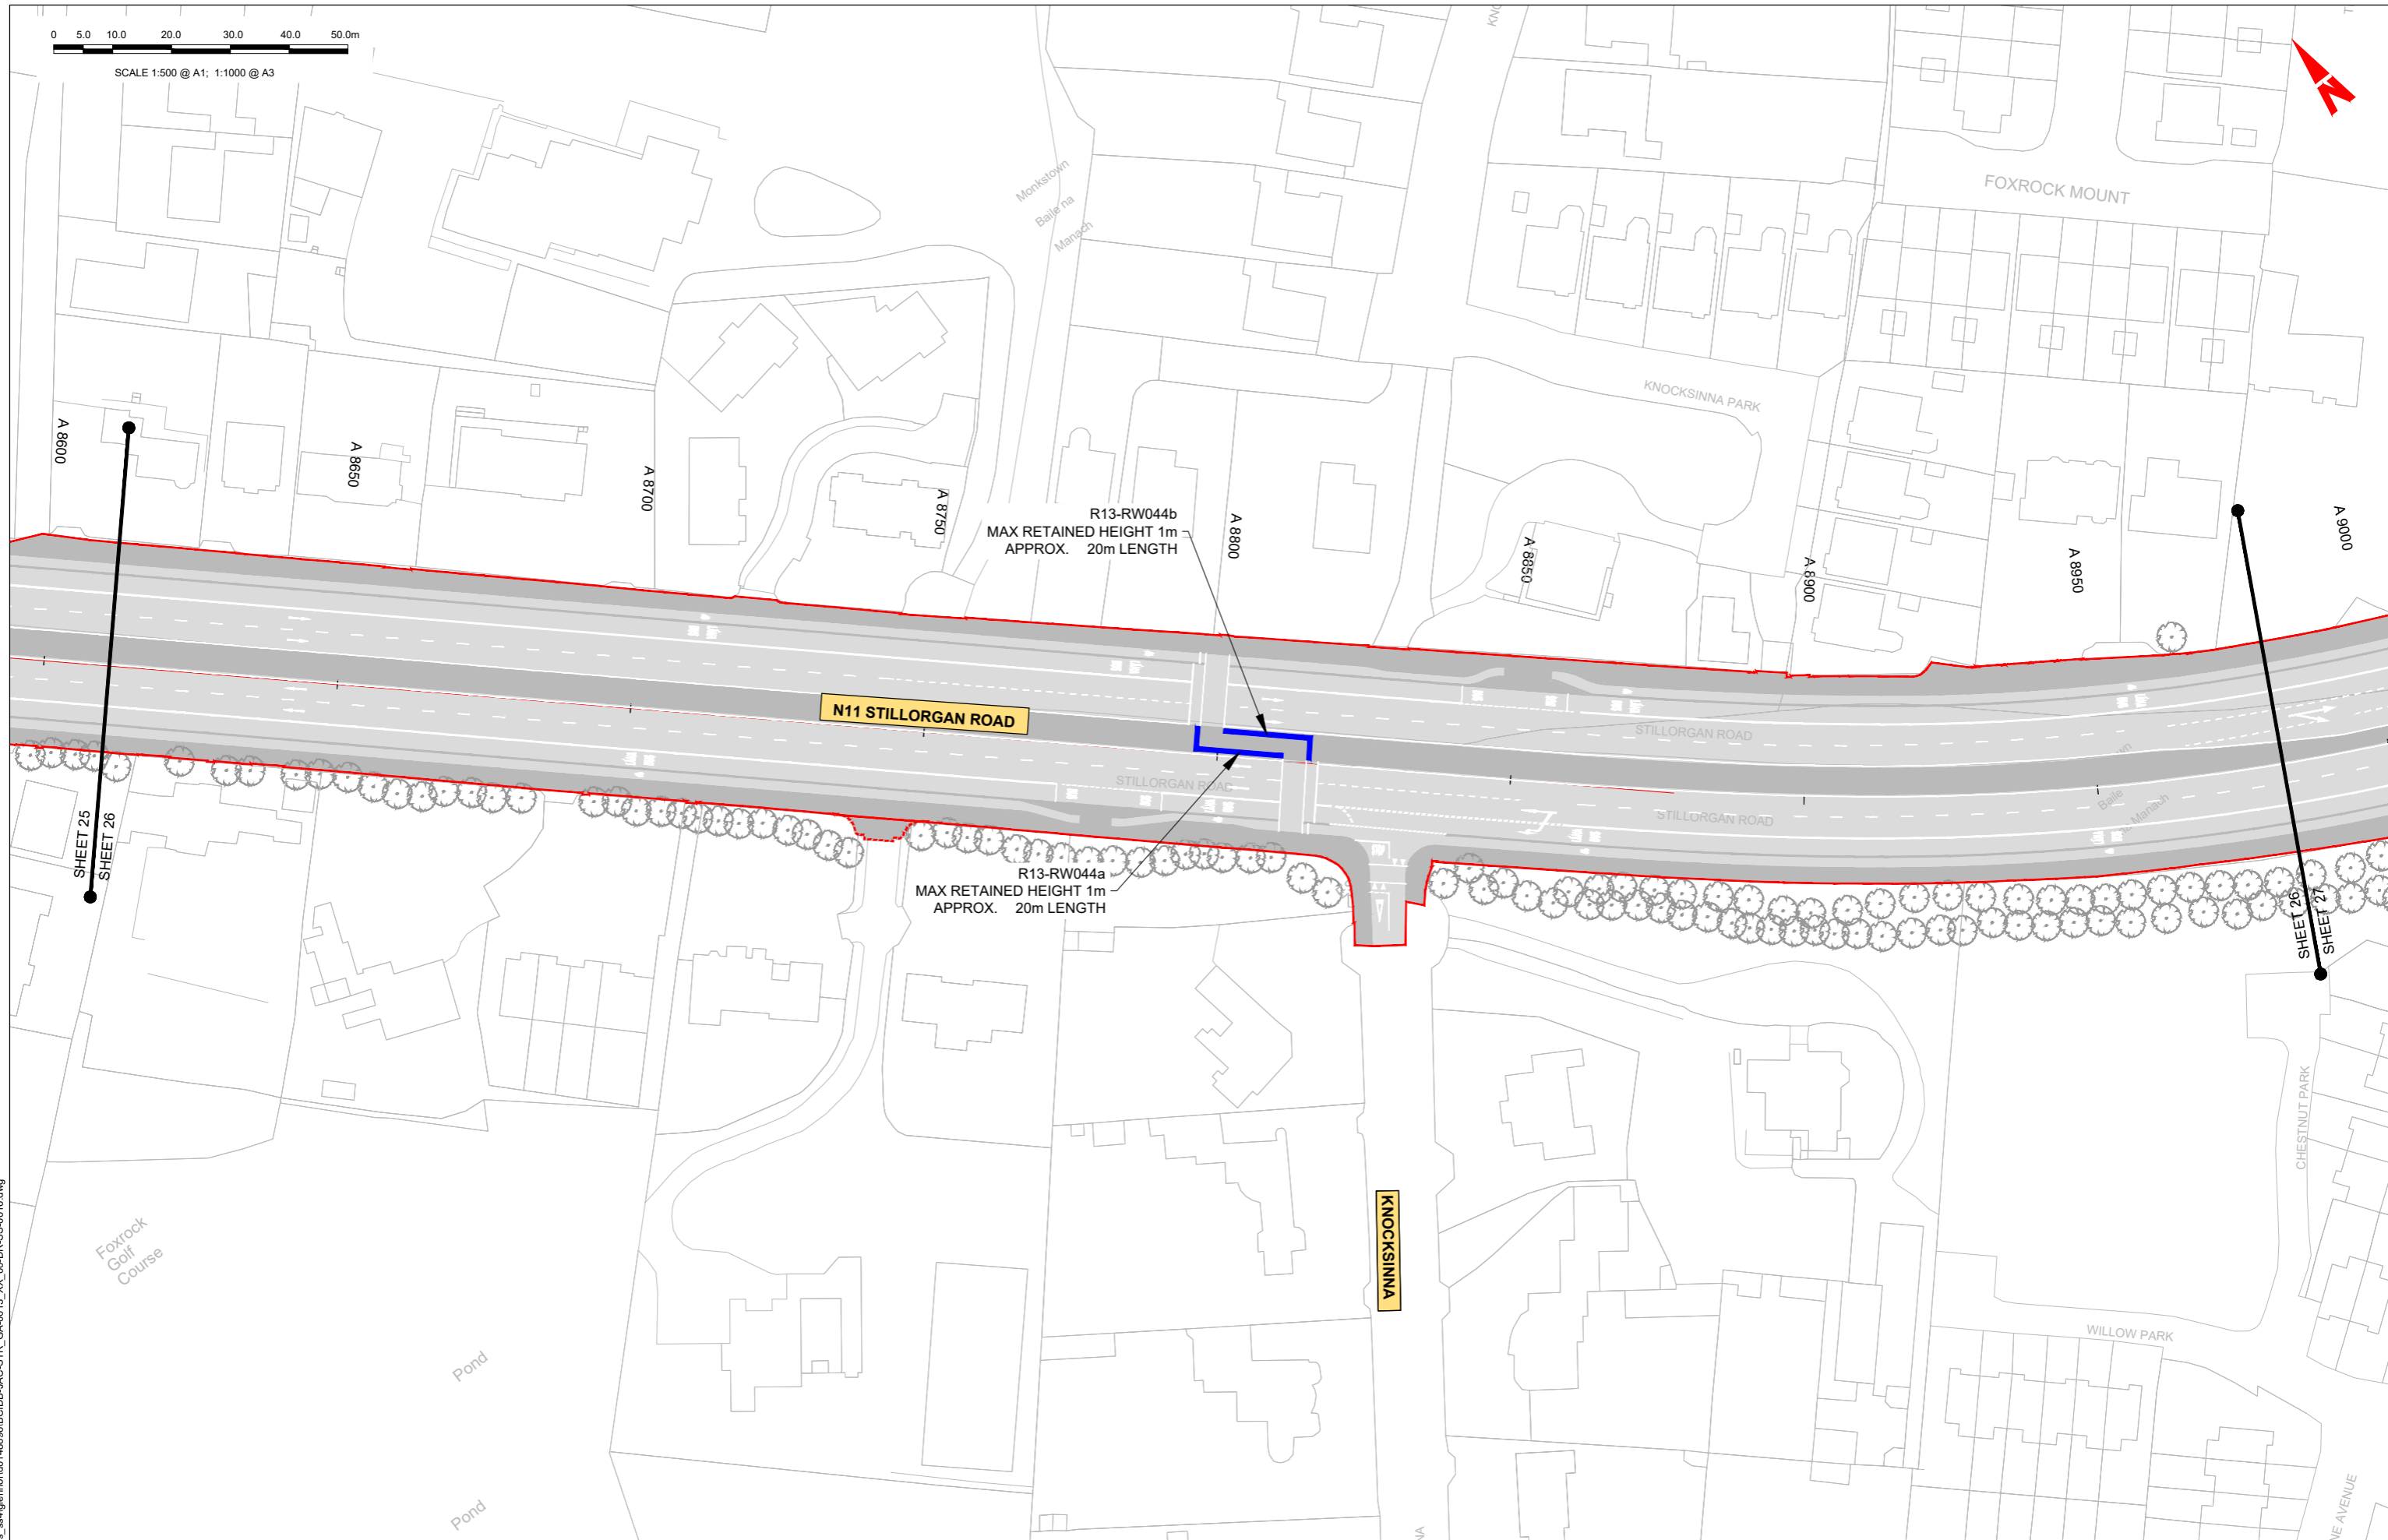 0 5.0 10.0 20.0 30.0 40.0 50.0m
SCALE 1:500 @ A1; 1:1000 @ A3
N
Monkstown
Baile na
Manach
FOXROCK MOUNT
KNOCKSINNA PARK
A 8600
A 8650
A 8700
A 8750
A 8800
A 8850
A 8900
A 8950
A 9000
R13-RW044b
MAX RETAINED HEIGHT 1m
APPROX. 20m LENGTH
N11 STILLORGAN ROAD
STILLORGAN ROAD
STILLORGAN ROAD
STILLORGAN ROAD
Baile
Manach
R13-RW044a
MAX RETAINED HEIGHT 1m
APPROX. 20m LENGTH
SHEET 25
SHEET 26
SHEET 26
SHEET 27
KNOCKSINNA
CHESTNUT PARK
WILLOW PARK
Foxrock
Golf
Course
Pond
Pond
AVENUE